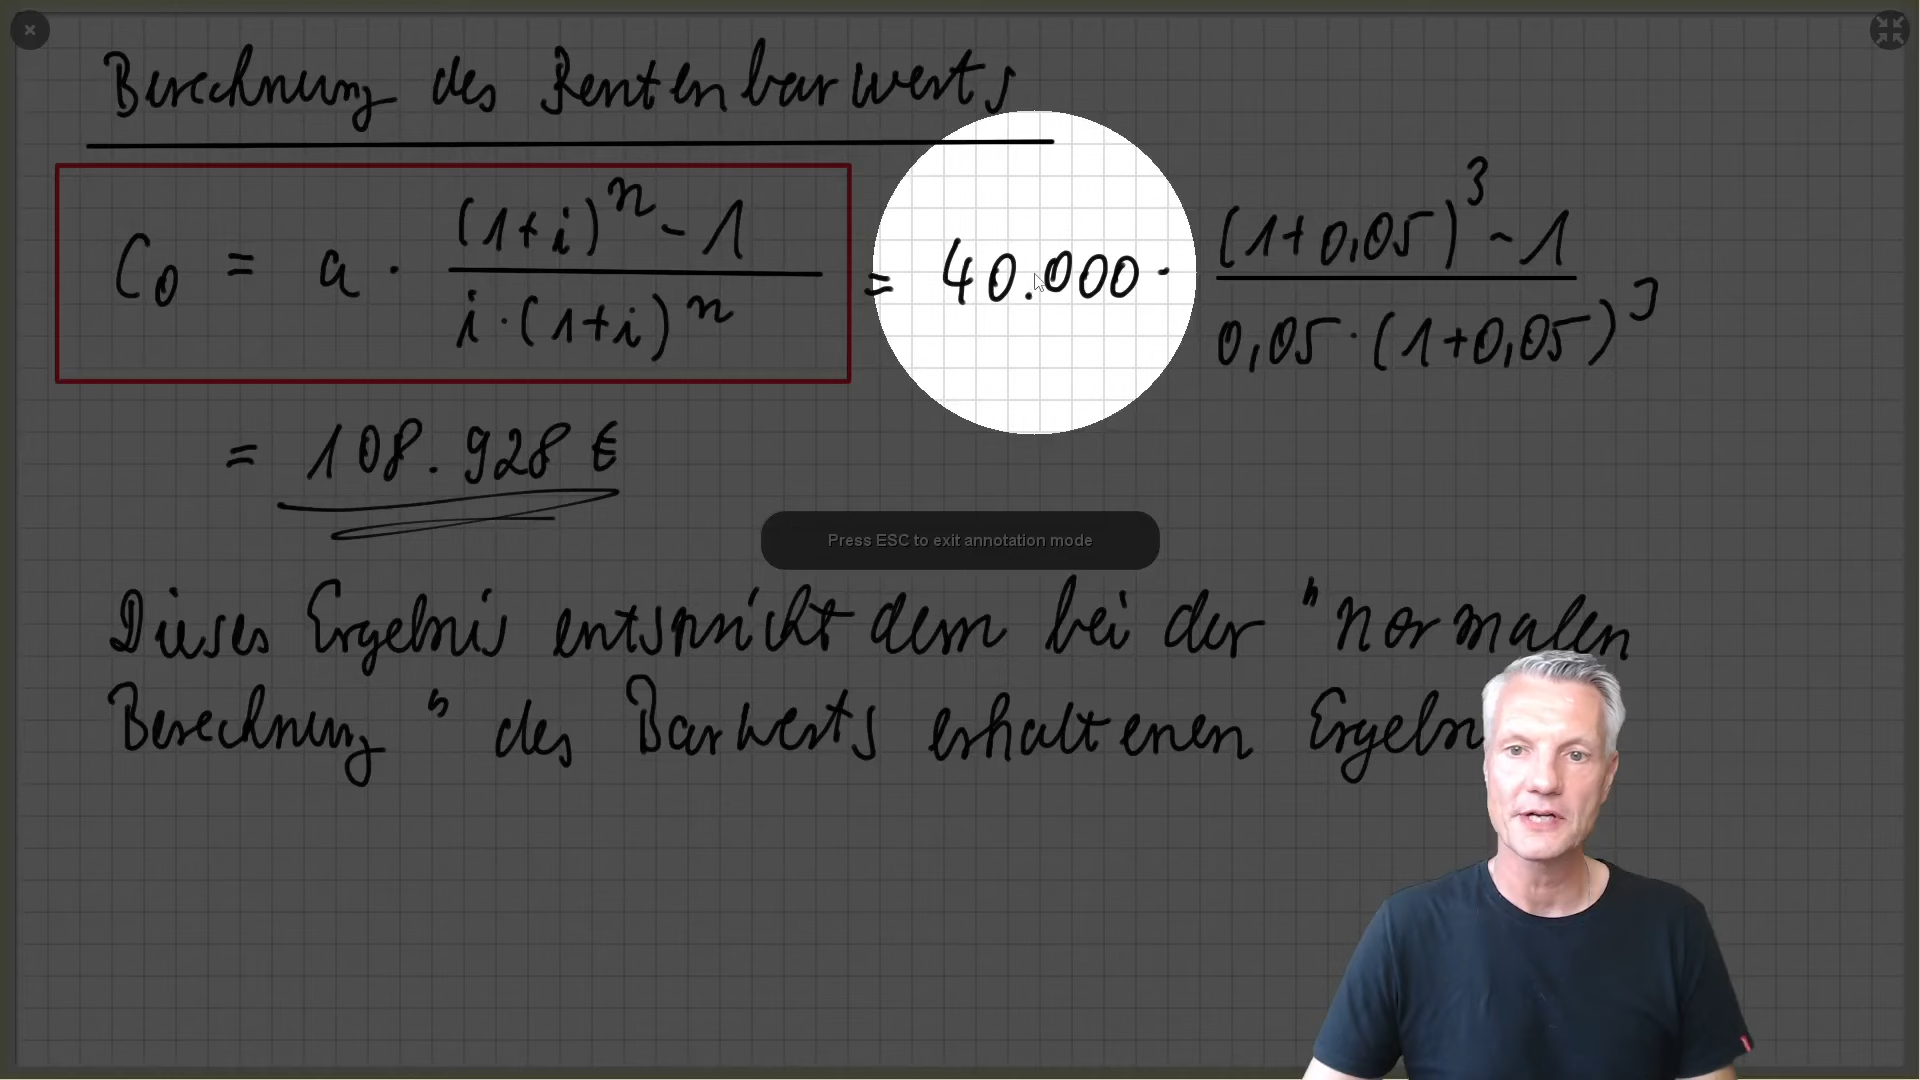 Berechnung des Rentenbarwerts
C₀ = a · ((1+i)ⁿ - 1) / (i · (1+i)ⁿ) = 40.000 · ((1+0,05)³ - 1) / (0,05 · (1+0,05)³)
= 108.928 €
Press ESC to exit annotation mode
Dieses Ergebnis entspricht dem bei der "normalen
Berechnung" des Barwerts erhaltenen Ergebn